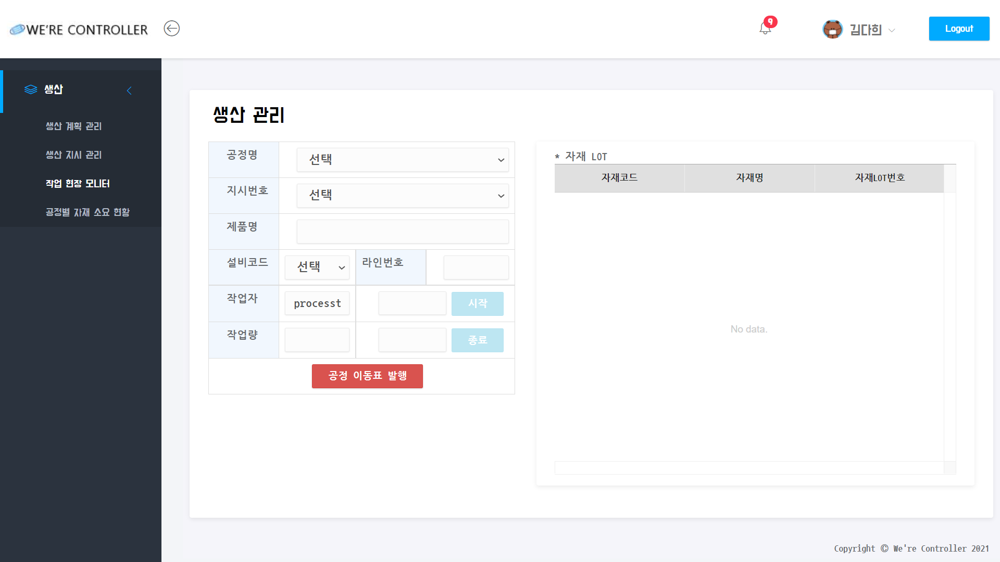 WE'RE CONTROLLER
9
김다희
Logout
생산
생산 계획 관리
생산 지시 관리
작업 현장 모니터
공정별 자재 소요 현황
생산 관리
공정명 선택
지시번호 선택
제품명
설비코드 선택 라인번호
작업자 processt 시작
작업량 종료
공정 이동표 발행
* 자재 LOT
자재코드 자재명 자재LOT번호
No data.
Copyright © We're Controller 2021